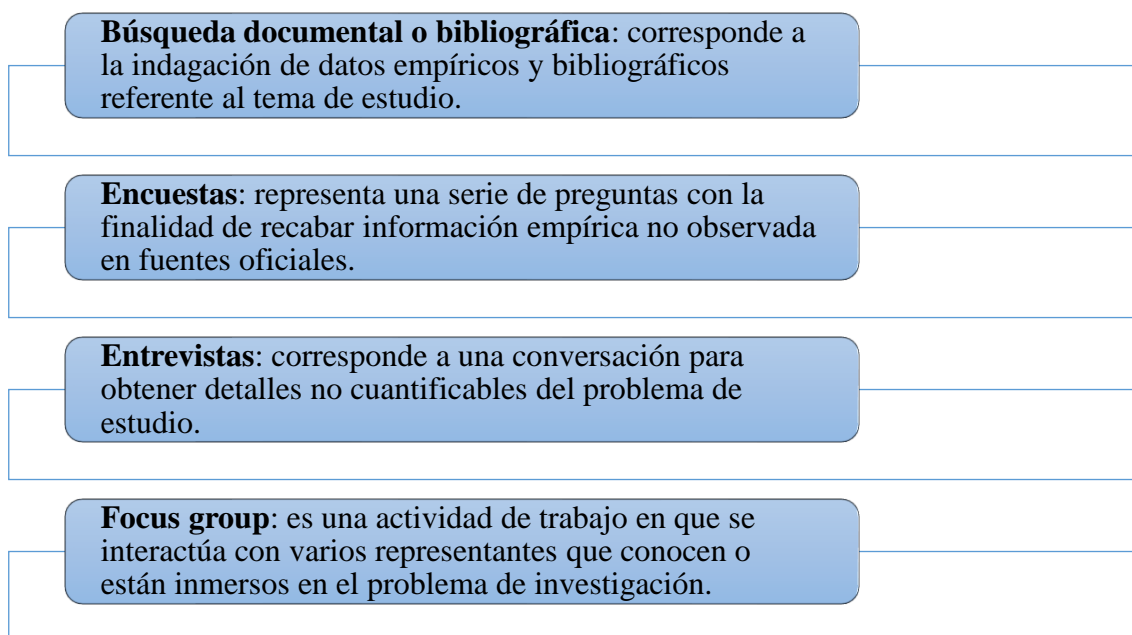 Búsqueda documental o bibliográfica: corresponde a
la indagación de datos empíricos y bibliográficos
referente al tema de estudio.
Encuestas: representa una serie de preguntas con la
finalidad de recabar información empírica no observada
en fuentes oficiales.
Entrevistas: corresponde a una conversación para
obtener detalles no cuantificables del problema de
estudio.
Focus group: es una actividad de trabajo en que se
interactúa con varios representantes que conocen o
están inmersos en el problema de investigación.